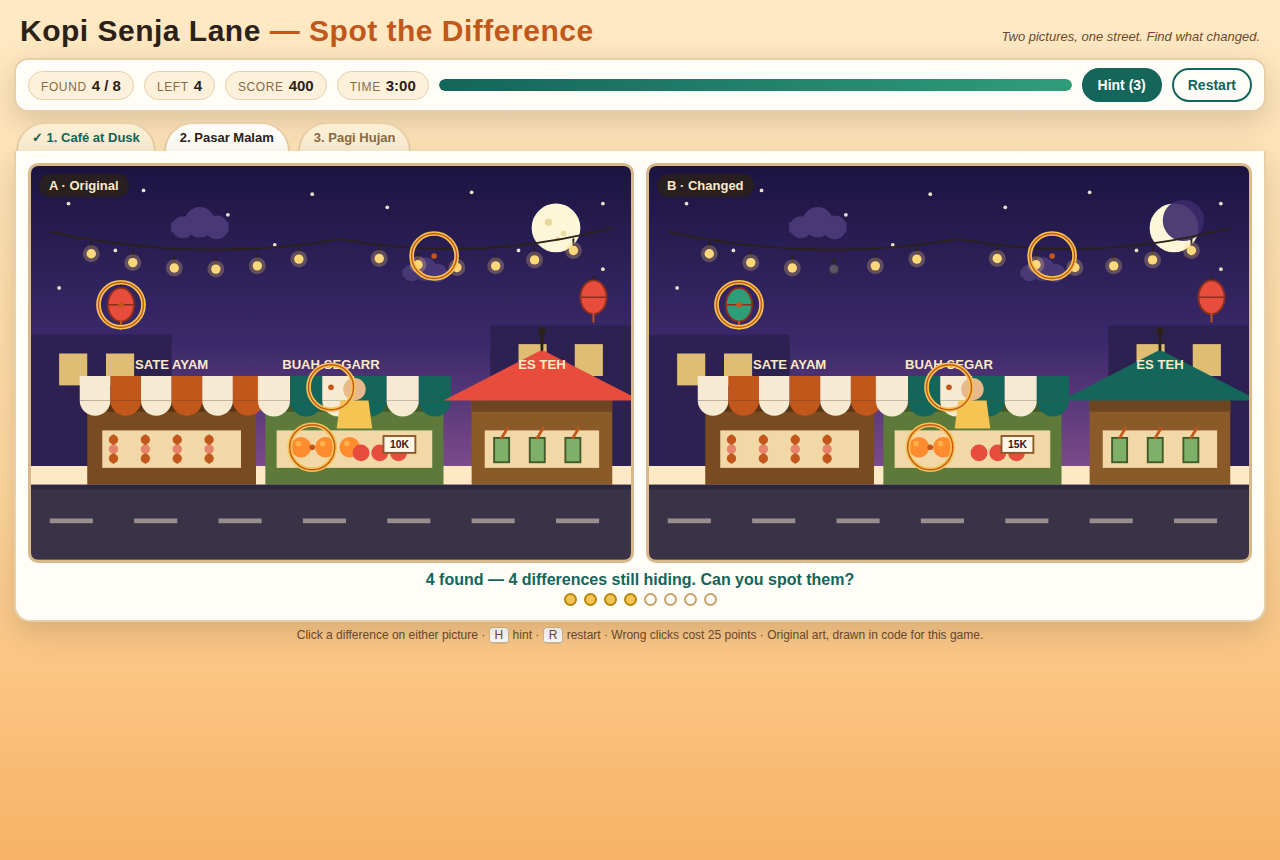 Kopi Senja Lane — Spot the Difference
Two pictures, one street. Find what changed.
FOUND 4 / 8
LEFT 4
SCORE 400
TIME 3:00
Hint (3)
Restart
✓ 1. Café at Dusk
2. Pasar Malam
3. Pagi Hujan
A · Original
SATE AYAM
BUAH SEGARR
ES TEH
10K
B · Changed
SATE AYAM
BUAH SEGAR
ES TEH
15K
4 found — 4 differences still hiding. Can you spot them?
Click a difference on either picture · H hint · R restart · Wrong clicks cost 25 points · Original art, drawn in code for this game.